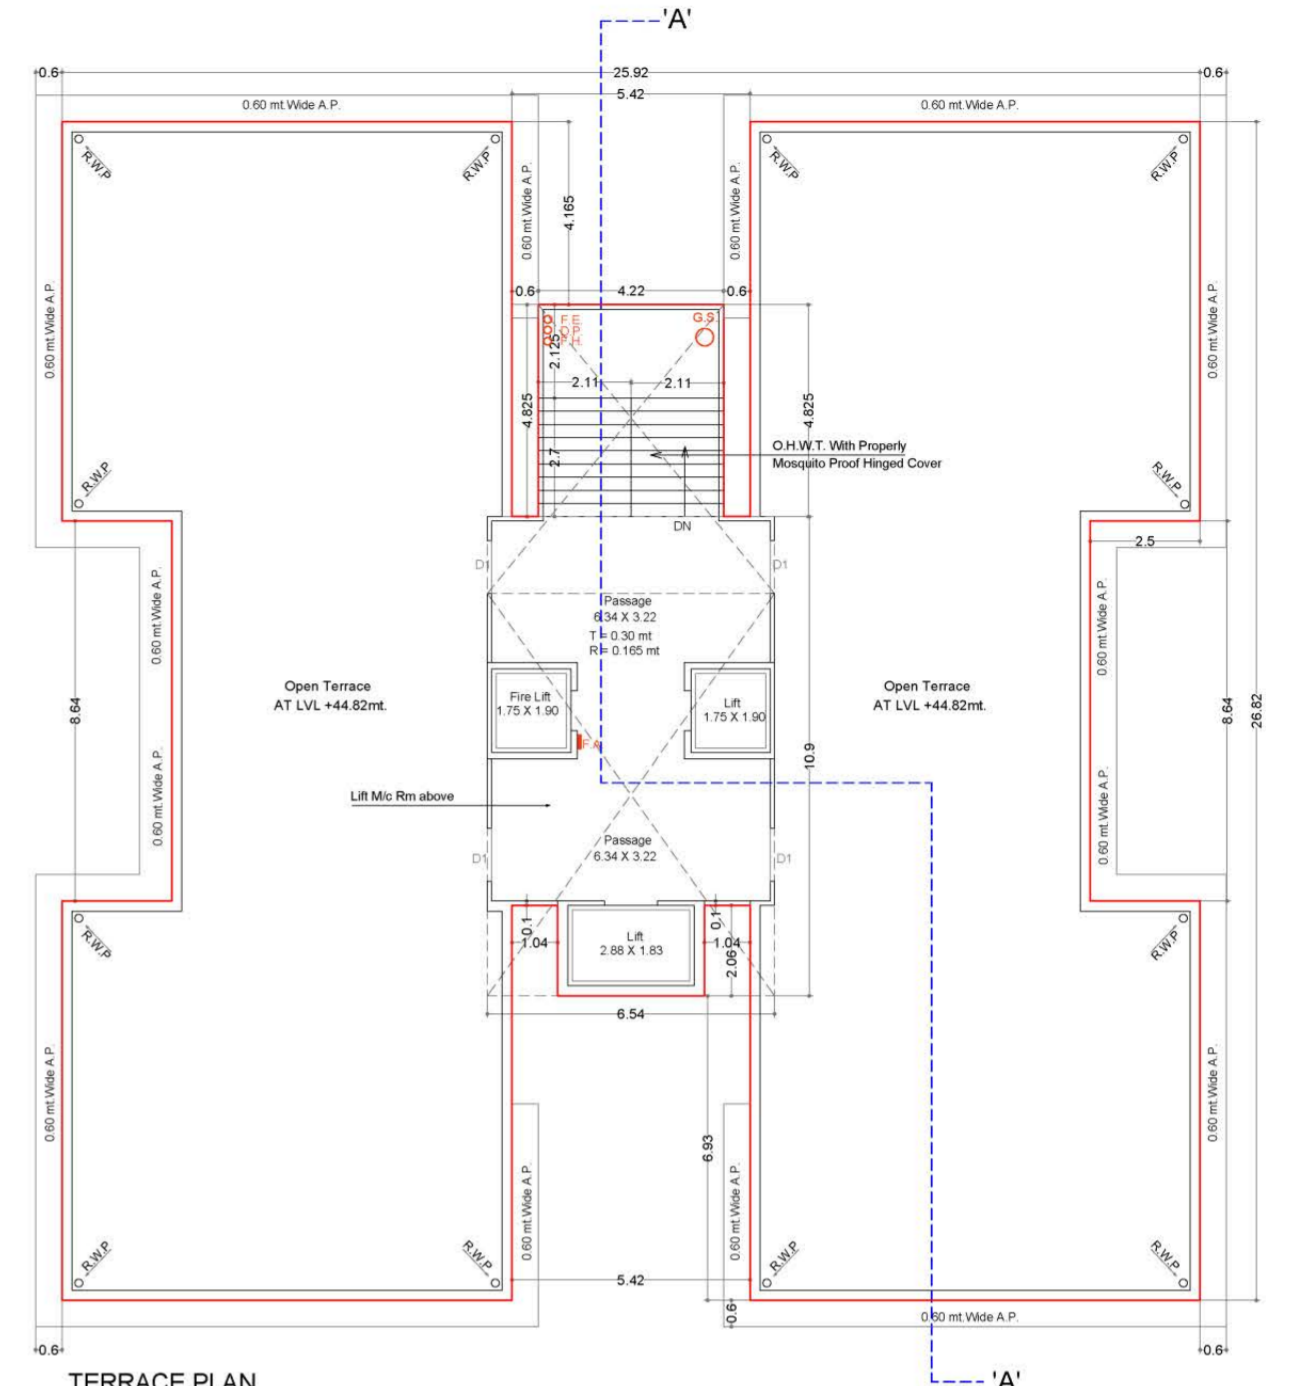 'A'
0.6
25.92
0.6
5.42
0.60 mt.Wide A.P.
0.60 mt.Wide A.P.
R.W.P
R.W.P
R.W.P
R.W.P
0.60 mt.Wide A.P.
0.60 mt.Wide A.P.
4.165
0.60 mt.Wide A.P.
0.60 mt.Wide A.P.
0.6
4.22
0.6
G.S.
2.125
2.11
2.11
4.825
4.825
2.7
O.H.W.T. With Properly
Mosquito Proof Hinged Cover
R.W.P
R.W.P
DN
2.5
D1
D1
Passage
6.34 X 3.22
T = 0.30 mt
R = 0.165 mt
0.60 mt.Wide A.P.
0.60 mt.Wide A.P.
Open Terrace
AT LVL +44.82mt.
Fire Lift
1.75 X 1.90
Lift
1.75 X 1.90
Open Terrace
AT LVL +44.82mt.
8.64
8.64
26.82
F.A
10.9
0.60 mt.Wide A.P.
0.60 mt.Wide A.P.
Lift M/c Rm above
Passage
6.34 X 3.22
D1
D1
0.1
0.1
1.04
1.04
Lift
2.88 X 1.83
2.06
R.W.P
R.W.P
6.54
0.60 mt.Wide A.P.
0.60 mt.Wide A.P.
6.93
0.60 mt.Wide A.P.
0.60 mt.Wide A.P.
R.W.P
R.W.P
R.W.P
R.W.P
5.42
0.6
0.60 mt.Wide A.P.
0.6
0.6
TERRACE PLAN
'A'